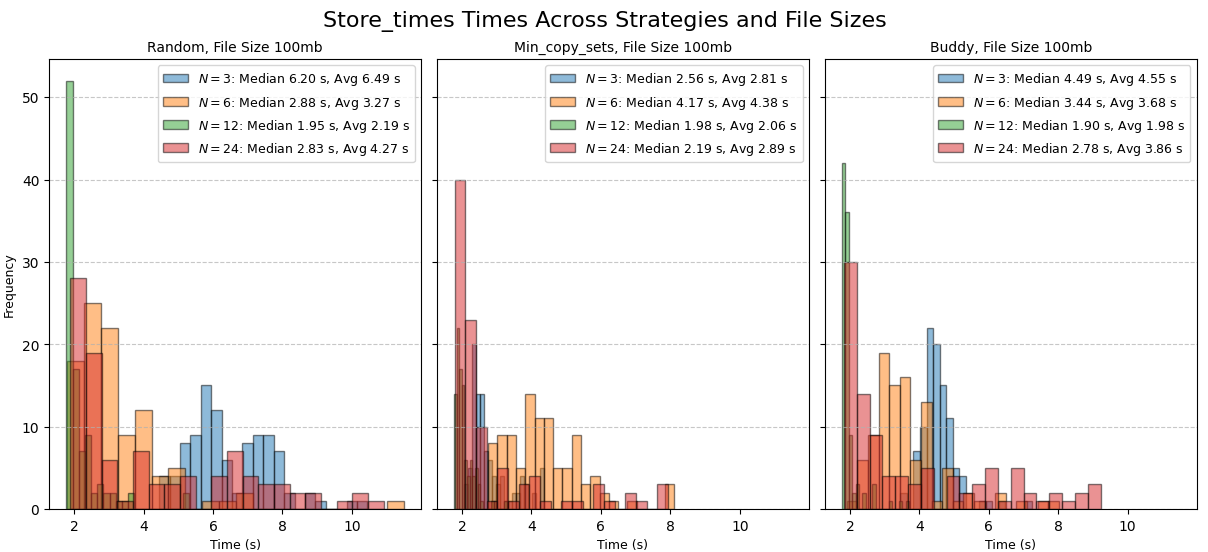 Store_times Times Across Strategies and File Sizes
Random, File Size 100mb
N = 3: Median 6.20 s, Avg 6.49 s
N = 6: Median 2.88 s, Avg 3.27 s
N = 12: Median 1.95 s, Avg 2.19 s
N = 24: Median 2.83 s, Avg 4.27 s
Frequency
50
40
30
20
10
0
2 4 6 8 10
Time (s)
Min_copy_sets, File Size 100mb
N = 3: Median 2.56 s, Avg 2.81 s
N = 6: Median 4.17 s, Avg 4.38 s
N = 12: Median 1.98 s, Avg 2.06 s
N = 24: Median 2.19 s, Avg 2.89 s
2 4 6 8 10
Time (s)
Buddy, File Size 100mb
N = 3: Median 4.49 s, Avg 4.55 s
N = 6: Median 3.44 s, Avg 3.68 s
N = 12: Median 1.90 s, Avg 1.98 s
N = 24: Median 2.78 s, Avg 3.86 s
2 4 6 8 10
Time (s)